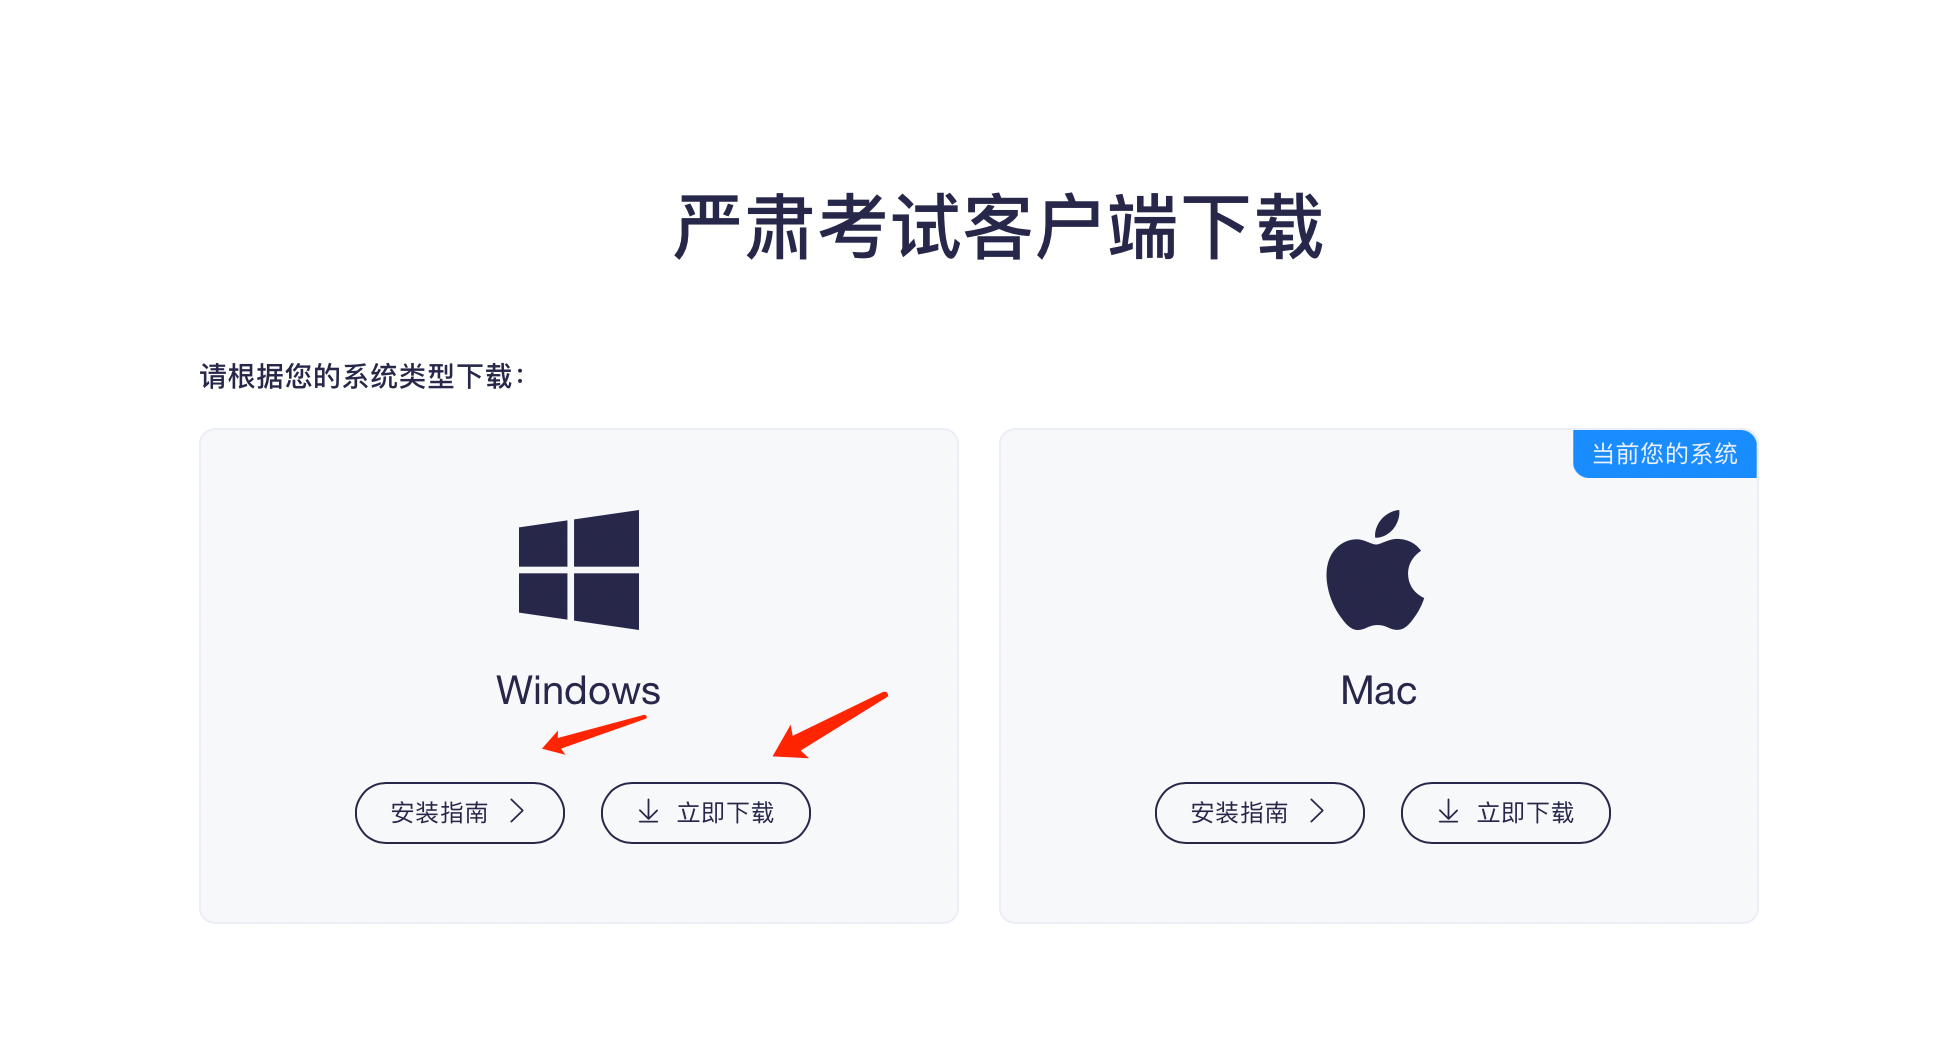 严肃考试客户端下载
请根据您的系统类型下载：
当前您的系统
Windows
Mac
安装指南
立即下载
安装指南
立即下载